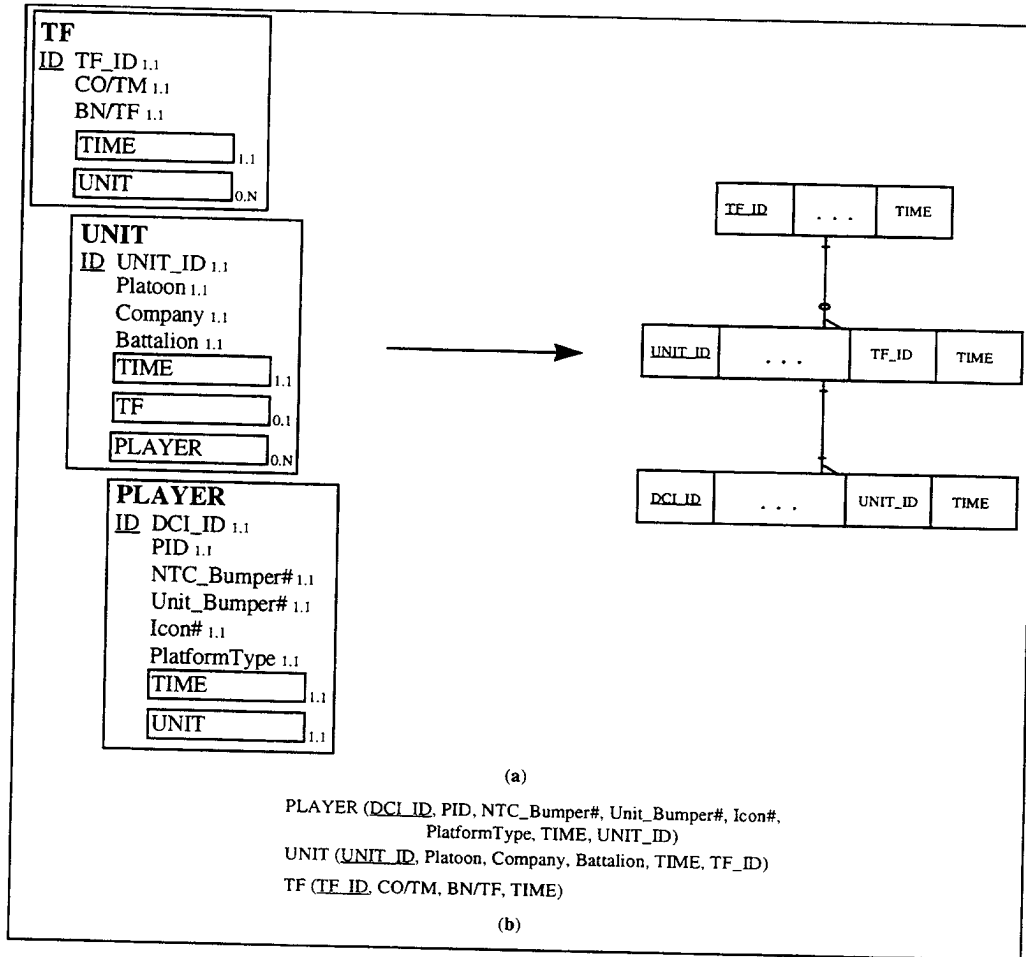 TF
ID TF_ID 1.1
CO/TM 1.1
BN/TF 1.1
TIME 1.1
UNIT 0.N
UNIT
ID UNIT_ID 1.1
Platoon 1.1
Company 1.1
Battalion 1.1
TIME 1.1
TF 0.1
PLAYER 0.N
PLAYER
ID DCI_ID 1.1
PID 1.1
NTC_Bumper# 1.1
Unit_Bumper# 1.1
Icon# 1.1
PlatformType 1.1
TIME 1.1
UNIT 1.1
TF_ID . . . TIME
UNIT_ID . . . TF_ID TIME
DCI_ID . . . UNIT_ID TIME
(a)
PLAYER (DCI_ID, PID, NTC_Bumper#, Unit_Bumper#, Icon#,
PlatformType, TIME, UNIT_ID)
UNIT (UNIT_ID, Platoon, Company, Battalion, TIME, TF_ID)
TF (TF_ID, CO/TM, BN/TF, TIME)
(b)